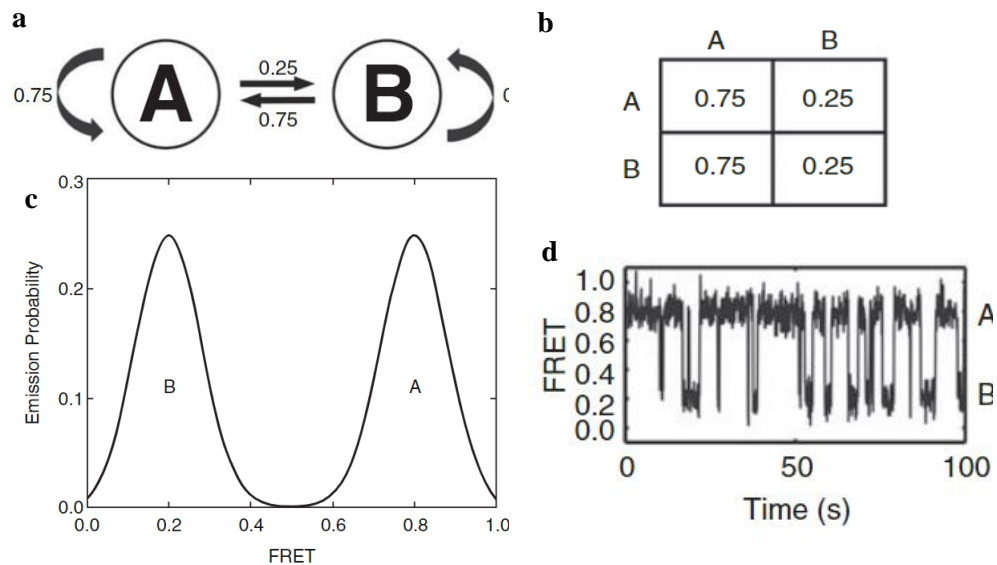 a
0.75
A
0.25
0.75
B
b
A B
A 0.75 0.25
B 0.75 0.25
c
0.3
0.2
0.1
0.0
Emission Probability
B
A
0.0 0.2 0.4 0.6 0.8 1.0
FRET
d
1.0
0.8
0.6
0.4
0.2
0.0
FRET
A
B
0 50 100
Time (s)